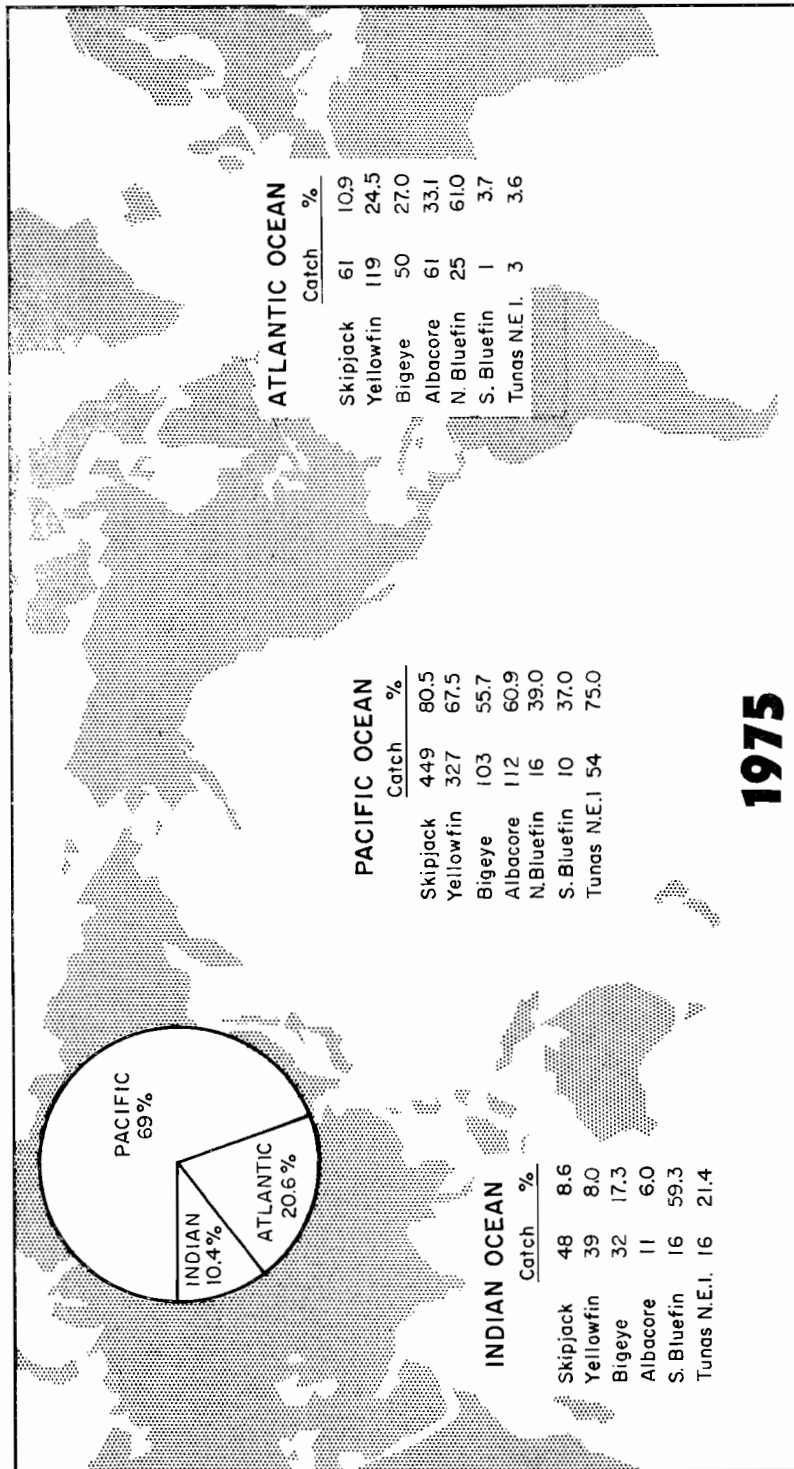 PACIFIC
69%
INDIAN
10.4%
ATLANTIC
20.6%
INDIAN OCEAN
Catch %
Skipjack 48 8.6
Yellowfin 39 8.0
Bigeye 32 17.3
Albacore 11 6.0
S. Bluefin 16 59.3
Tunas N.E.I. 16 21.4
PACIFIC OCEAN
Catch %
Skipjack 449 80.5
Yellowfin 327 67.5
Bigeye 103 55.7
Albacore 112 60.9
N.Bluefin 16 39.0
S. Bluefin 10 37.0
Tunas N.E.I 54 75.0
ATLANTIC OCEAN
Catch %
Skipjack 61 10.9
Yellowfin 119 24.5
Bigeye 50 27.0
Albacore 61 33.1
N. Bluefin 25 61.0
S. Bluefin 1 3.7
Tunas N.E I. 3 3.6
1975